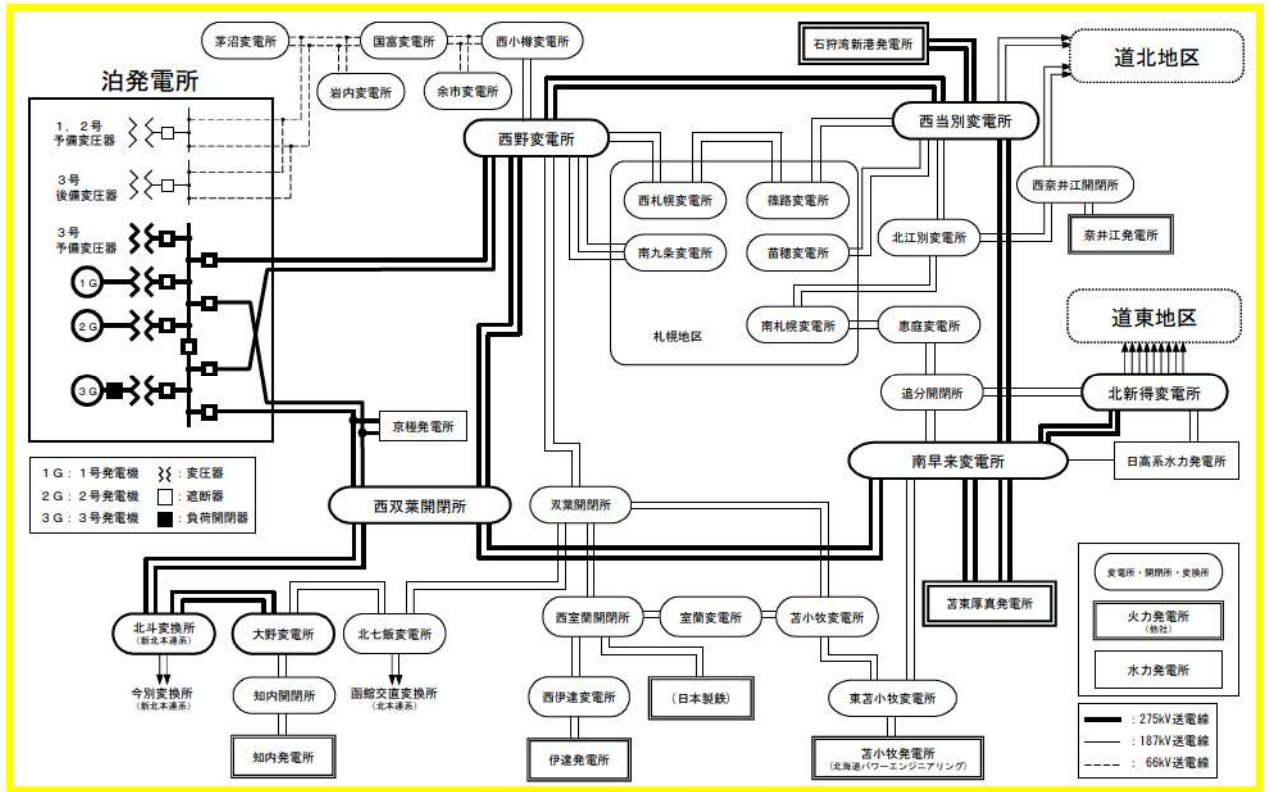 茅沼変電所
国富変電所
西小樽変電所
石狩湾新港発電所
道北地区
岩内変電所
余市変電所
泊発電所
1,2号
予備変圧器
3号
後備変圧器
3号
予備変圧器
1G
2G
3G
西野変電所
西当別変電所
西札幌変電所
篠路変電所
南九条変電所
苗穂変電所
南札幌変電所
札幌地区
西奈井江開閉所
北江別変電所
奈井江発電所
恵庭変電所
道東地区
追分開閉所
北新得変電所
京極発電所
南早来変電所
日高系水力発電所
1G:1号発電機
:変圧器
2G:2号発電機
:遮断器
3G:3号発電機
:負荷開閉器
西双葉開閉所
双葉開閉所
北斗変換所
(新北本連系)
大野変電所
北七飯変電所
西室蘭開閉所
室蘭変電所
苫小牧変電所
苫東厚真発電所
今別変換所
(新北本連系)
知内開閉所
函館交直変換所
(北本連系)
西伊達変電所
(日本製鉄)
東苫小牧変電所
知内発電所
伊達発電所
苫小牧発電所
(北海道パワーエンジニアリング)
変電所・開閉所・変換所
火力発電所
(他社)
水力発電所
:275kV送電線
:187kV送電線
:66kV送電線